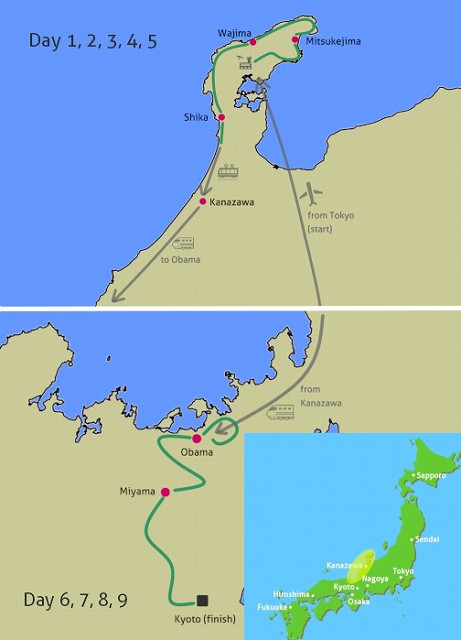 Day 1, 2, 3, 4, 5
Wajima
Mitsukejima
Shika
Kanazawa
from Tokyo
(start)
to Obama
from
Kanazawa
Obama
Miyama
Day 6, 7, 8, 9
Kyoto (finish)
Sapporo
Sendai
Kanazawa
Tokyo
Nagoya
Kyoto
Hiroshima
Osaka
Fukuoka